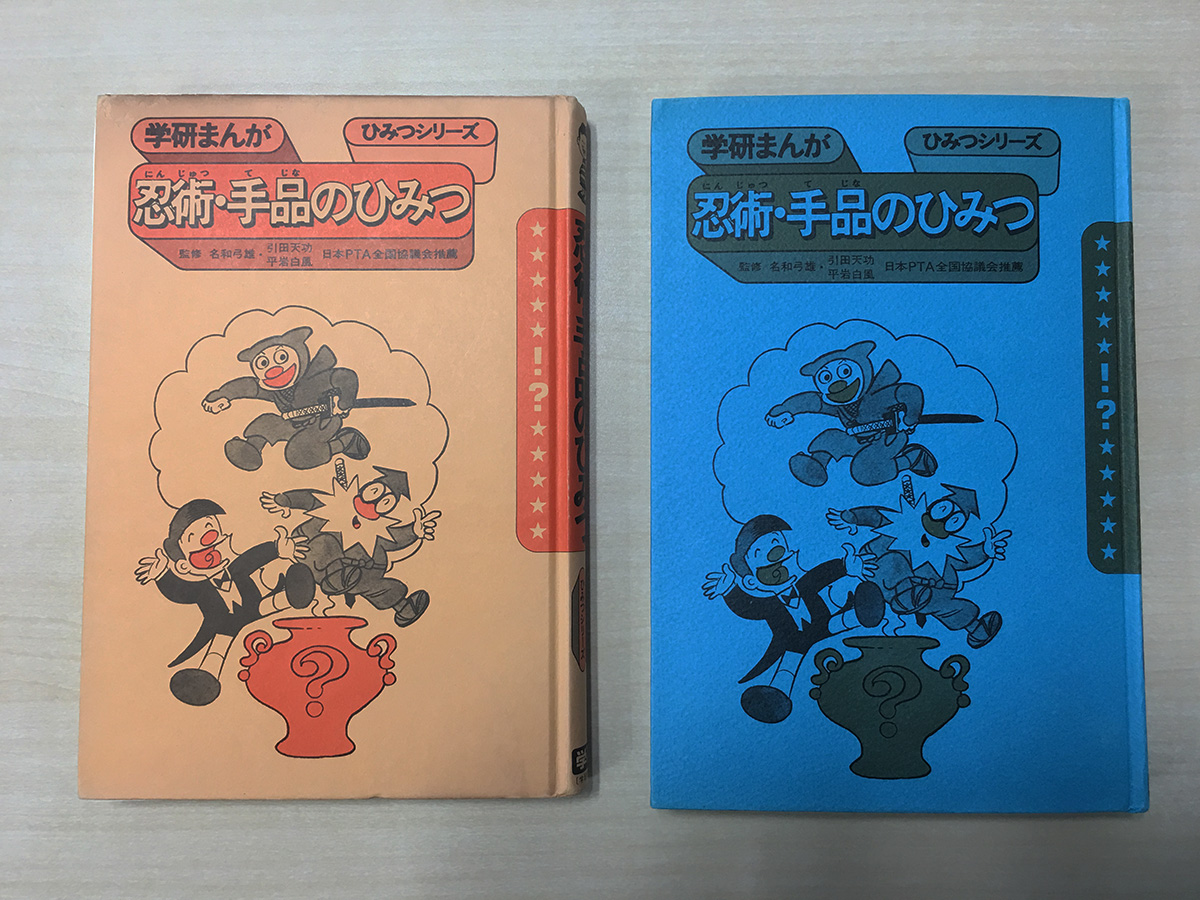 学研まんが
ひみつシリーズ
にん じゅつ て じな
忍術・手品のひみつ
監修 名和弓雄・引田天功
平岩白風
日本PTA全国協議会推薦
★★★★★!?★★★★★
?
学研まんが
ひみつシリーズ
にん じゅつ て じな
忍術・手品のひみつ
監修 名和弓雄・引田天功
平岩白風
日本PTA全国協議会推薦
★★★★★!?★★★★★
?